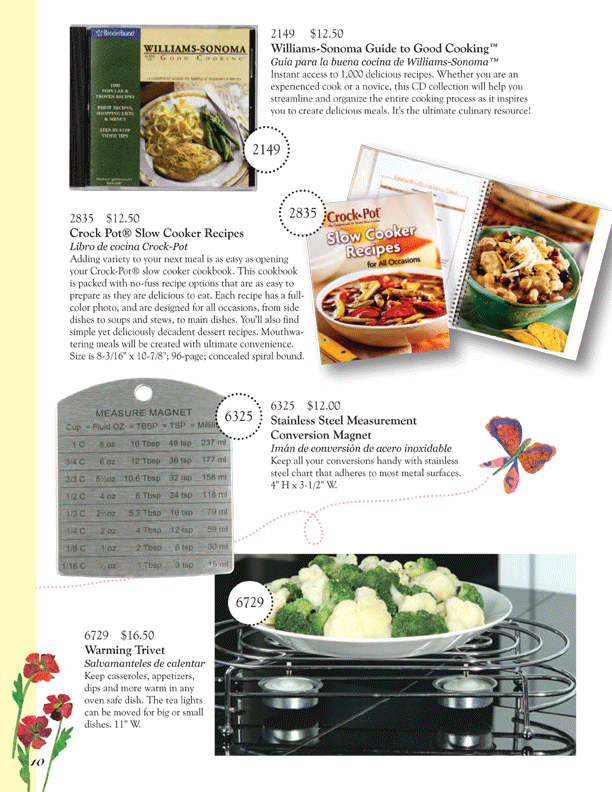 2149 $12.50
Williams-Sonoma Guide to Good Cooking™
Guía para la buena cocina de Williams-Sonoma™
Instant access to 1,000 delicious recipes. Whether you are an
experienced cook or a novice, this CD collection will help you
streamline and organize the entire cooking process as it inspires
you to create delicious meals. It's the ultimate culinary resource!
Brøderbund
WILLIAMS-SONOMA
GOOD COOKING
1000
POPULAR &
PROVEN RECIPES
PRINT RECIPES,
SHOPPING LISTS
& MENUS
STEP BY STEP
VIDEO TIPS
2149
2835 $12.50
Crock Pot® Slow Cooker Recipes
Libro de cocina Crock-Pot
Adding variety to your next meal is as easy as opening
your Crock-Pot® slow cooker cookbook. This cookbook
is packed with no-fuss recipe options that are as easy to
prepare as they are delicious to eat. Each recipe has a full-
color photo, and are designed for all occasions, from side
dishes to soups and stews, to main dishes. You'll also find
simple yet deliciously decadent dessert recipes. Mouthwa-
tering meals will be created with ultimate convenience.
Size is 8-3/16" x 10-7/8"; 96-page; concealed spiral bound.
2835
Crock-Pot
Slow Cooker
Recipes
for All Occasions
MEASURE MAGNET
Cup = Fluid OZ = TBSP = TSP =
1 C 8 oz 16 Tbsp 48 tsp 237 ml
3/4 C 6 oz 12 Tbsp 36 tsp 177 ml
2/3 C 10.6 Tbsp 32 tsp 158 ml
1/2 C 4 oz 8 Tbsp 24 tsp 118 ml
1/3 C 5.3 Tbsp 16 tsp 79 ml
1/4 C 2 oz 4 Tbsp 12 tsp 59 ml
1/8 C 1 oz 2 Tbsp 6 tsp 30 ml
1/16 C 1 Tbsp 3 tsp 15 ml
6325
6325 $12.00
Stainless Steel Measurement
Conversion Magnet
Imán de conversión de acero inoxidable
Keep all your conversions handy with stainless
steel chart that adheres to most metal surfaces.
4" H x 3-1/2" W.
6729
6729 $16.50
Warming Trivet
Salvamanteles de calentar
Keep casseroles, appetizers,
dips and more warm in any
oven safe dish. The tea lights
can be moved for big or small
dishes. 11" W.
10